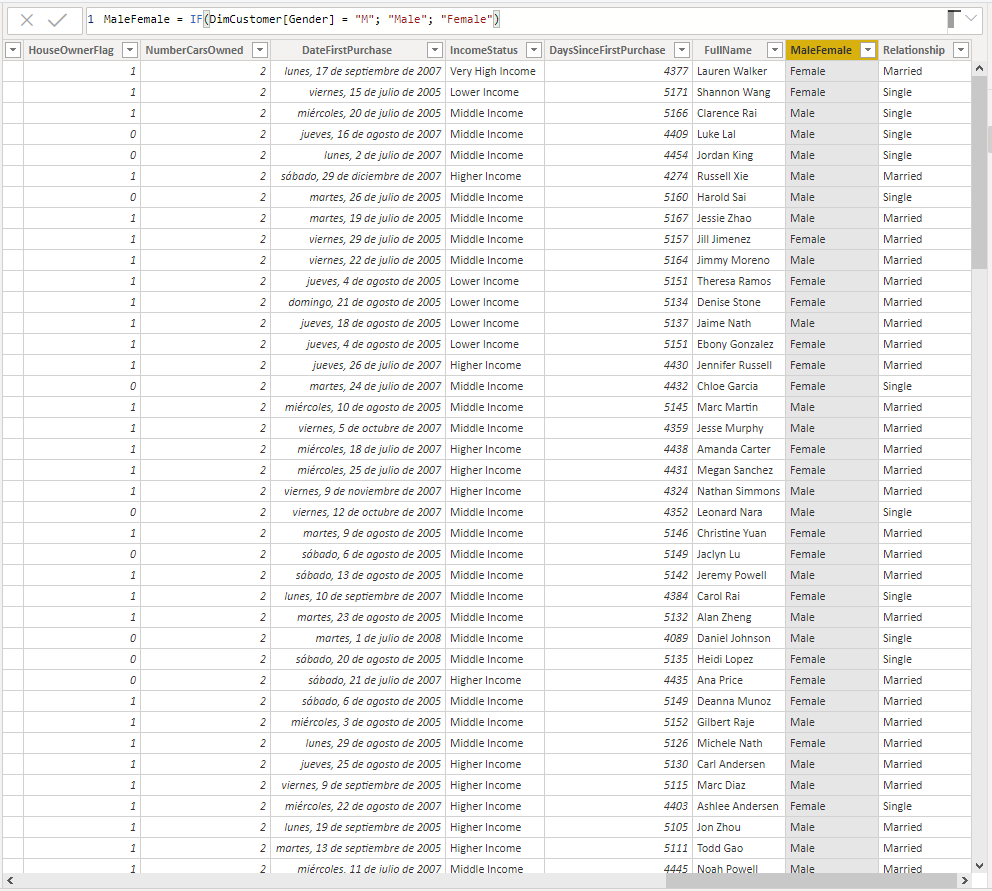 1 MaleFemale = IF(DimCustomer[Gender] = "M"; "Male"; "Female")
HouseOwnerFlag NumberCarsOwned DateFirstPurchase IncomeStatus DaysSinceFirstPurchase FullName MaleFemale Relationship
1 2 lunes, 17 de septiembre de 2007 Very High Income 4377 Lauren Walker Female Married
1 2 viernes, 15 de julio de 2005 Lower Income 5171 Shannon Wang Female Single
1 2 miércoles, 20 de julio de 2005 Middle Income 5166 Clarence Rai Male Single
0 2 jueves, 16 de agosto de 2007 Middle Income 4409 Luke Lal Male Single
0 2 lunes, 2 de julio de 2007 Middle Income 4454 Jordan King Male Single
1 2 sábado, 29 de diciembre de 2007 Higher Income 4274 Russell Xie Male Married
0 2 martes, 26 de julio de 2005 Middle Income 5160 Harold Sai Male Single
1 2 martes, 19 de julio de 2005 Middle Income 5167 Jessie Zhao Male Married
1 2 viernes, 29 de julio de 2005 Middle Income 5157 Jill Jimenez Female Married
1 2 viernes, 22 de julio de 2005 Middle Income 5164 Jimmy Moreno Male Married
1 2 jueves, 4 de agosto de 2005 Lower Income 5151 Theresa Ramos Female Married
1 2 domingo, 21 de agosto de 2005 Lower Income 5134 Denise Stone Female Married
1 2 jueves, 18 de agosto de 2005 Lower Income 5137 Jaime Nath Male Married
1 2 jueves, 4 de agosto de 2005 Lower Income 5151 Ebony Gonzalez Female Married
1 2 jueves, 26 de julio de 2007 Higher Income 4430 Jennifer Russell Female Married
0 2 martes, 24 de julio de 2007 Middle Income 4432 Chloe Garcia Female Single
1 2 miércoles, 10 de agosto de 2005 Middle Income 5145 Marc Martin Male Married
1 2 viernes, 5 de octubre de 2007 Middle Income 4359 Jesse Murphy Male Married
1 2 miércoles, 18 de julio de 2007 Higher Income 4438 Amanda Carter Female Married
1 2 miércoles, 25 de julio de 2007 Higher Income 4431 Megan Sanchez Female Married
1 2 viernes, 9 de noviembre de 2007 Higher Income 4324 Nathan Simmons Male Married
0 2 viernes, 12 de octubre de 2007 Middle Income 4352 Leonard Nara Male Single
1 2 martes, 9 de agosto de 2005 Middle Income 5146 Christine Yuan Female Married
0 2 sábado, 6 de agosto de 2005 Middle Income 5149 Jaclyn Lu Female Married
1 2 sábado, 13 de agosto de 2005 Middle Income 5142 Jeremy Powell Male Married
1 2 lunes, 10 de septiembre de 2007 Middle Income 4384 Carol Rai Female Single
1 2 martes, 23 de agosto de 2005 Middle Income 5132 Alan Zheng Male Married
0 2 martes, 1 de julio de 2008 Middle Income 4089 Daniel Johnson Male Single
0 2 sábado, 20 de agosto de 2005 Middle Income 5135 Heidi Lopez Female Single
0 2 sábado, 21 de julio de 2007 Higher Income 4435 Ana Price Female Married
1 2 sábado, 6 de agosto de 2005 Middle Income 5149 Deanna Munoz Female Married
1 2 miércoles, 3 de agosto de 2005 Middle Income 5152 Gilbert Raje Male Married
1 2 lunes, 29 de agosto de 2005 Middle Income 5126 Michele Nath Female Married
1 2 jueves, 25 de agosto de 2005 Higher Income 5130 Carl Andersen Male Married
1 2 viernes, 9 de septiembre de 2005 Higher Income 5115 Marc Diaz Male Married
1 2 miércoles, 22 de agosto de 2007 Higher Income 4403 Ashlee Andersen Female Single
1 2 lunes, 19 de septiembre de 2005 Higher Income 5105 Jon Zhou Male Married
1 2 martes, 13 de septiembre de 2005 Higher Income 5111 Todd Gao Male Married
1 2 miércoles, 11 de julio de 2007 Middle Income 4445 Noah Powell Male Married